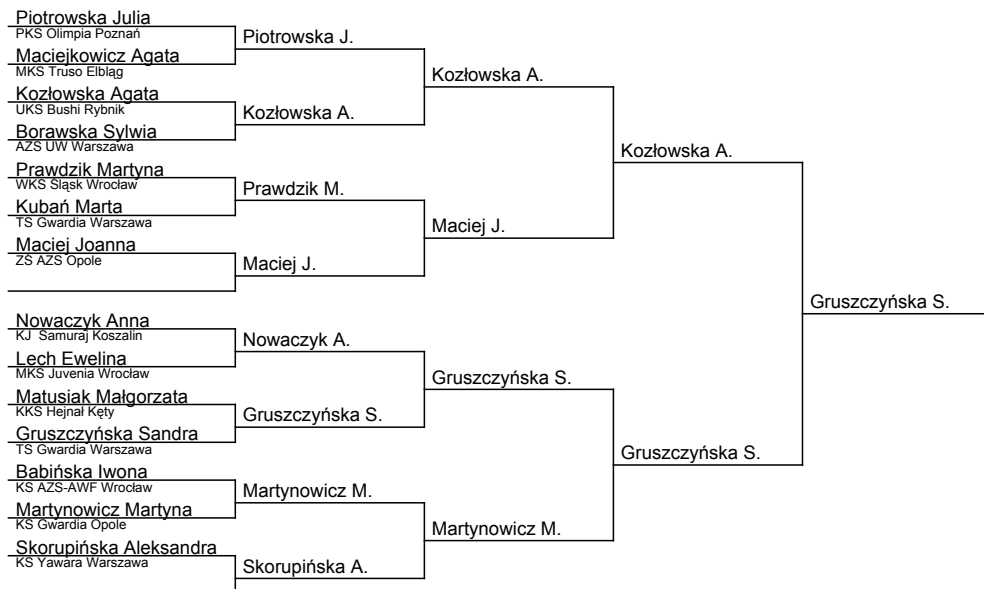 Piotrowska Julia
PKS Olimpia Poznań
Maciejkowicz Agata
MKS Truso Elbląg
Kozłowska Agata
UKS Bushi Rybnik
Borawska Sylwia
AZS UW Warszawa
Prawdzik Martyna
WKS Śląsk Wrocław
Kubań Marta
TS Gwardia Warszawa
Maciej Joanna
ZS AZS Opole
Nowaczyk Anna
KJ Samuraj Koszalin
Lech Ewelina
MKS Juvenia Wrocław
Matusiak Małgorzata
KKS Hejnał Kęty
Gruszczyńska Sandra
TS Gwardia Warszawa
Babińska Iwona
KS AZS-AWF Wrocław
Martynowicz Martyna
KS Gwardia Opole
Skorupińska Aleksandra
KS Yawara Warszawa
Piotrowska J.
Kozłowska A.
Prawdzik M.
Maciej J.
Nowaczyk A.
Gruszczyńska S.
Martynowicz M.
Skorupińska A.
Kozłowska A.
Maciej J.
Gruszczyńska S.
Martynowicz M.
Kozłowska A.
Gruszczyńska S.
Gruszczyńska S.